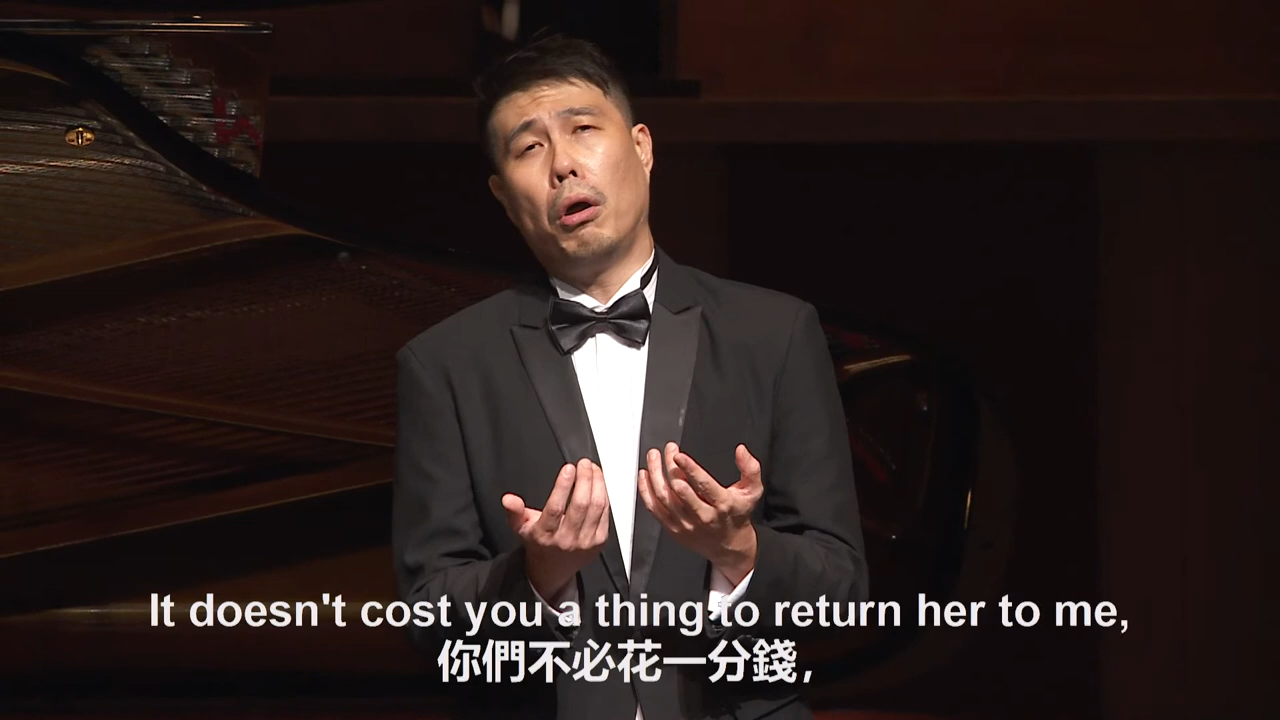 It doesn't cost you a thing to return her to me,
你們不必花一分錢，